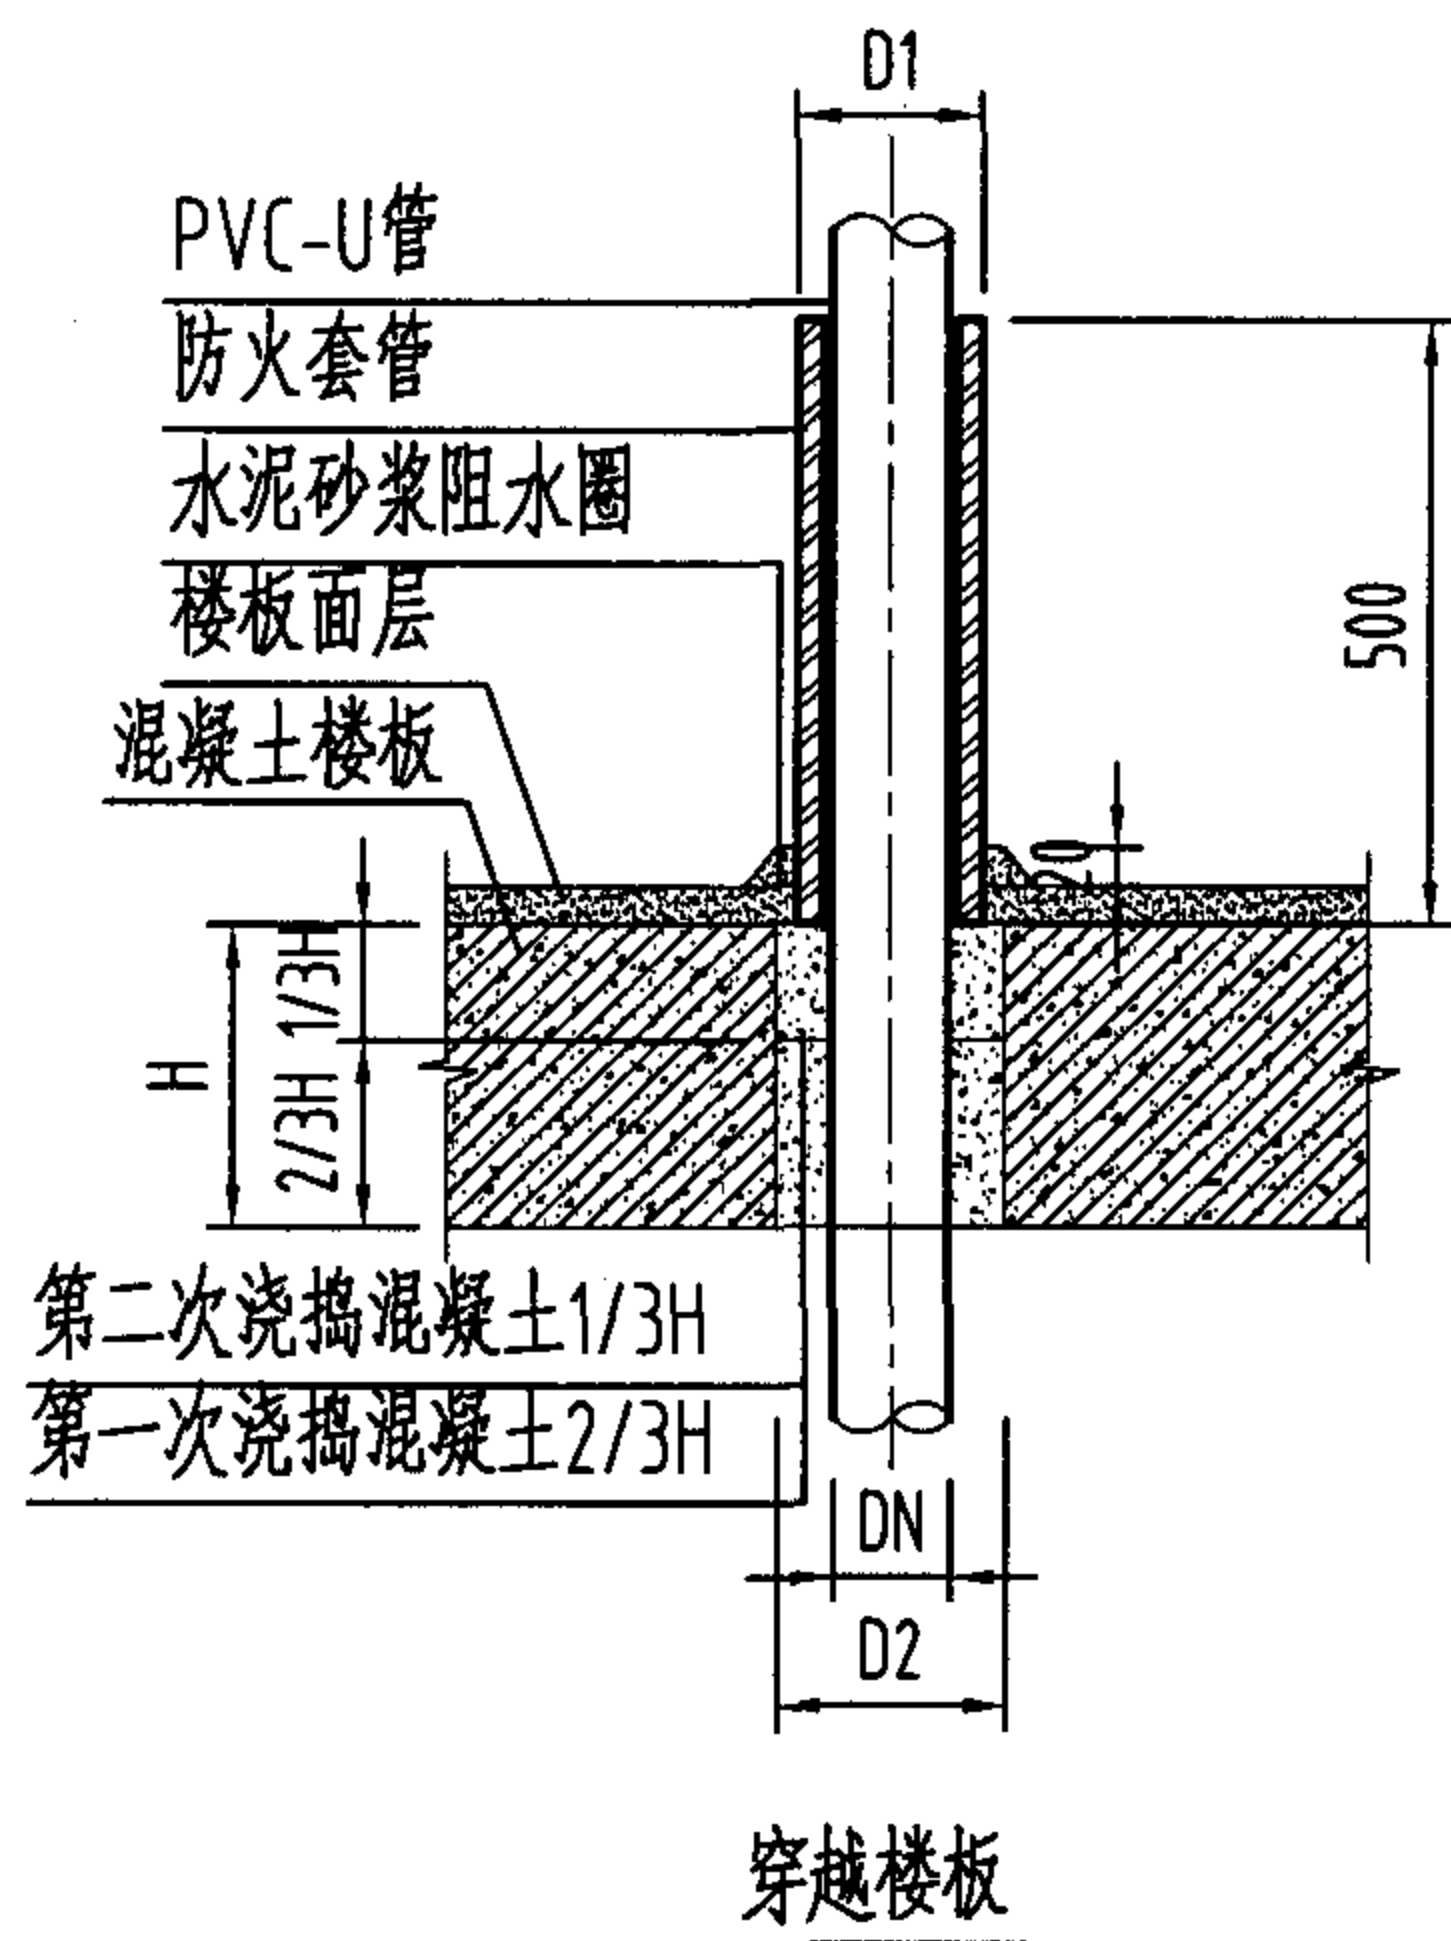 D1
PVC-U管
防火套管
水泥砂浆阻水圈
楼板面层
混凝土楼板
500
1/3H
H
2/3H
第二次浇捣混凝土1/3H
第一次浇捣混凝土2/3H
DN
D2
穿越楼板